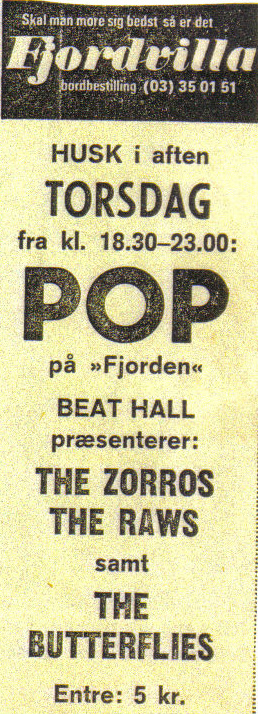 Skal man more sig bedst så er det
Fjordvilla
bordbestilling (03) 35 01 51
HUSK i aften
TORSDAG
fra kl. 18.30–23.00:
POP
på »Fjorden«
BEAT HALL
præsenterer:
THE ZORROS
THE RAWS
samt
THE
BUTTERFLIES
Entre: 5 kr.